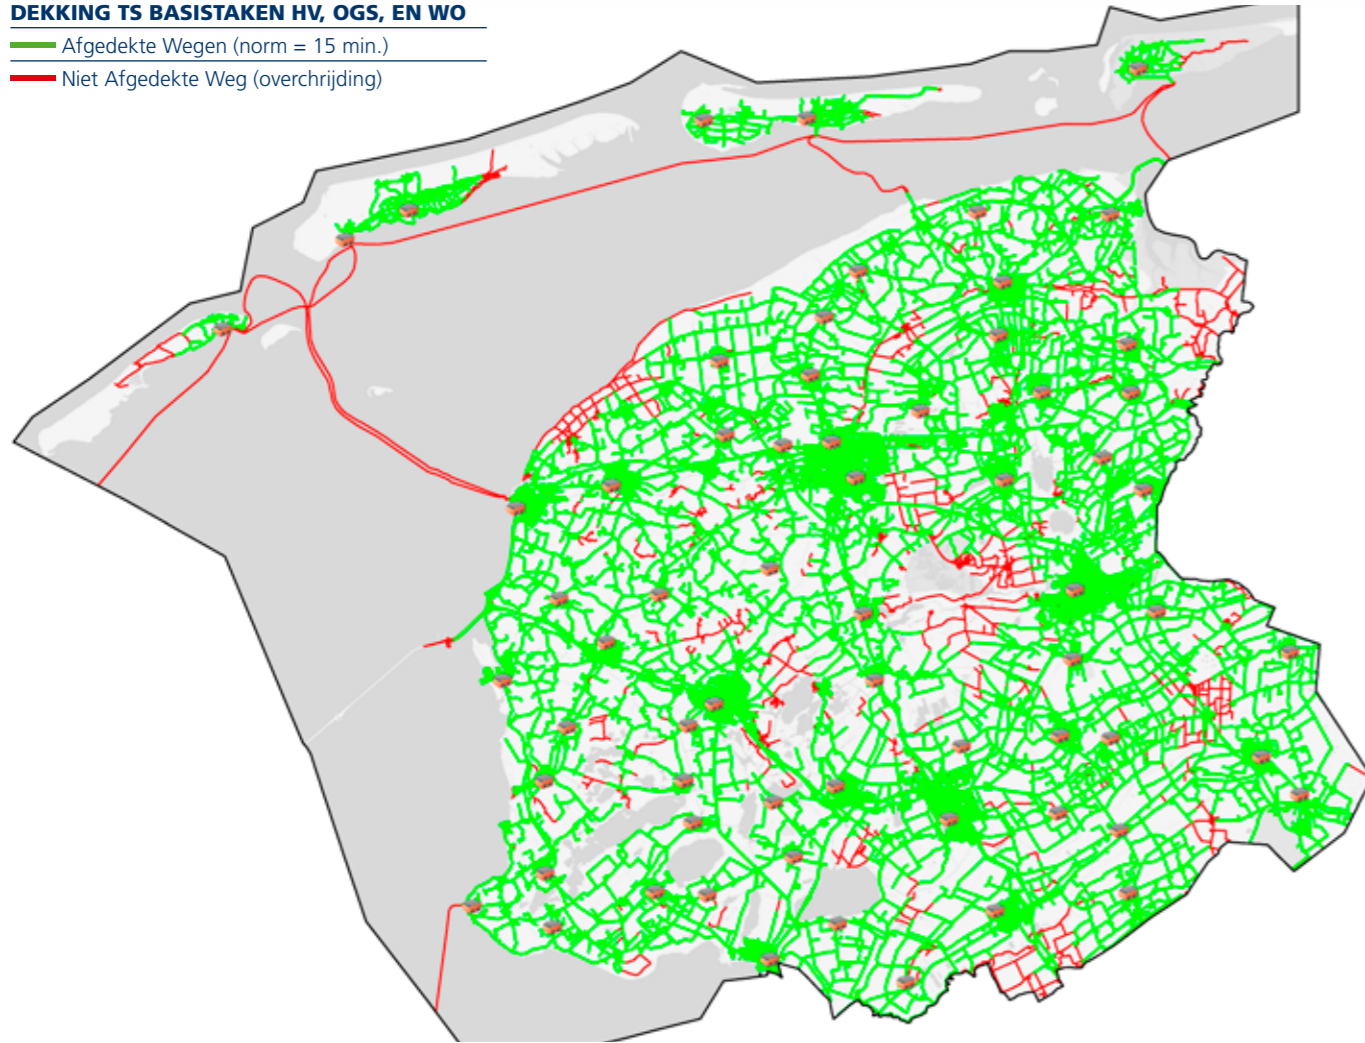 DEKKING TS BASISTAKEN HV, OGS, EN WO
Afgedekte Wegen (norm = 15 min.)
Niet Afgedekte Weg (overchrijding)